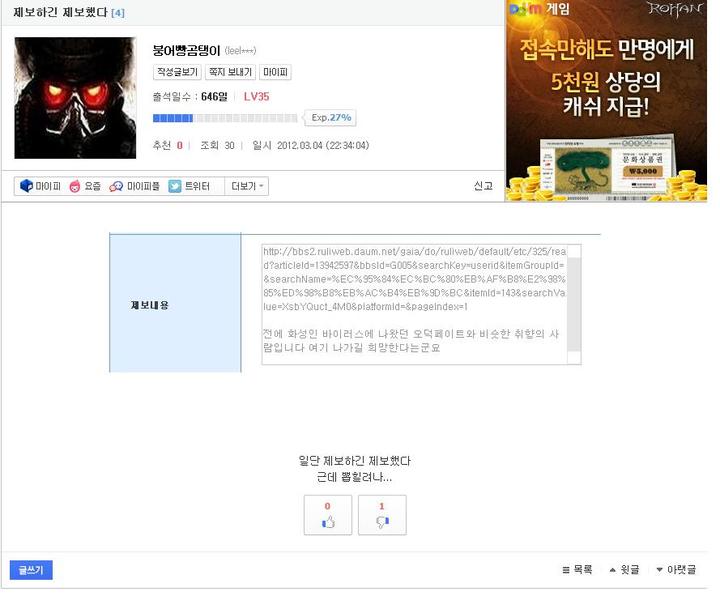 제보하긴 제보했다 [4]
붕어빵곰탱이 (leel***)
작성글보기 쪽지 보내기 마이피
출석일수 : 646일 LV35
Exp.27%
추천 0 조회 30 일시 2012.03.04 (22:34:04)
마이피 요즘 마이피플 트위터 더보기
신고
게임 ROHAN
접속만해도 만명에게
5천원 상당의
캐쉬 지급!
문화상품권
₩5,000
제보내용
http://bbs2.ruliweb.daum.net/gaia/do/ruliweb/default/etc/325/rea
d?articleId=13942597&bbsId=G005&searchKey=userid&itemGroupId=
&searchName=%EC%95%84%EC%BC%80%EB%AF%B8%E2%98%
85%ED%98%B8%EB%AC%B4%EB%9D%BC&itemId=143&searchVa
lue=XsbYQuct_4M0&platformId=&pageIndex=1
전에 화성인 바이러스에 나왔던 오덕페이트와 비슷한 취향의 사
람입니다 여기 나가길 희망한다는군요
일단 제보하긴 제보했다
근데 뽑힐려나...
0 1
글쓰기
목록 윗글 아랫글